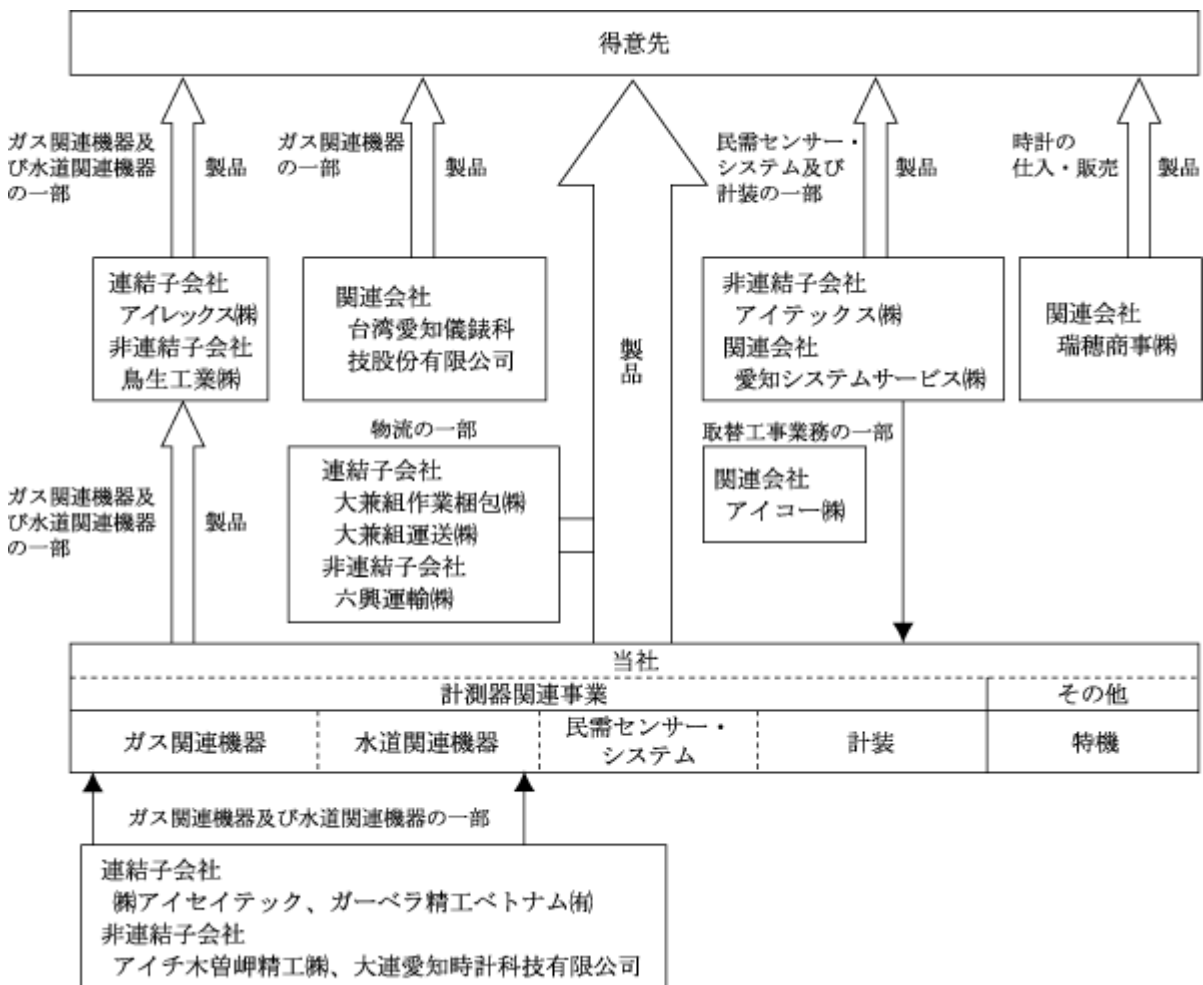 得意先
ガス関連機器及
び水道関連機器
の一部
製品
ガス関連機器
の一部
製品
製品
民需センサー・
システム及び
計装の一部
製品
時計の
仕入・販売
製品
連結子会社
アイレックス㈱
非連結子会社
鳥生工業㈱
関連会社
台湾愛知儀錶科
技股份有限公司
非連結子会社
アイテックス㈱
関連会社
愛知システムサービス㈱
関連会社
瑞穂商事㈱
ガス関連機器及
び水道関連機器
の一部
製品
物流の一部
連結子会社
大兼組作業梱包㈱
大兼組運送㈱
非連結子会社
六興運輸㈱
取替工事業務の一部
関連会社
アイコー㈱
当社
計測器関連事業
その他
ガス関連機器
水道関連機器
民需センサー・
システム
計装
特機
ガス関連機器及び水道関連機器の一部
連結子会社
㈱アイセイテック、ガーベラ精工ベトナム㈲
非連結子会社
アイチ木曽岬精工㈱、大連愛知時計科技有限公司